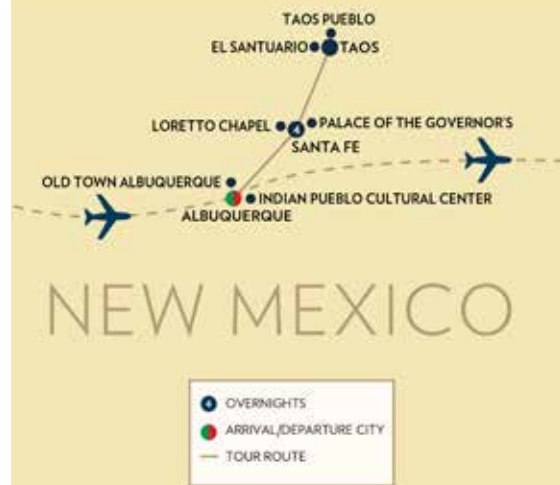 TAOS PUEBLO
EL SANTUARIO
TAOS
LORETTO CHAPEL
4
PALACE OF THE GOVERNOR'S
SANTA FE
OLD TOWN ALBUQUERQUE
INDIAN PUEBLO CULTURAL CENTER
ALBUQUERQUE
NEW MEXICO
4 OVERNIGHTS
ARRIVAL/DEPARTURE CITY
TOUR ROUTE